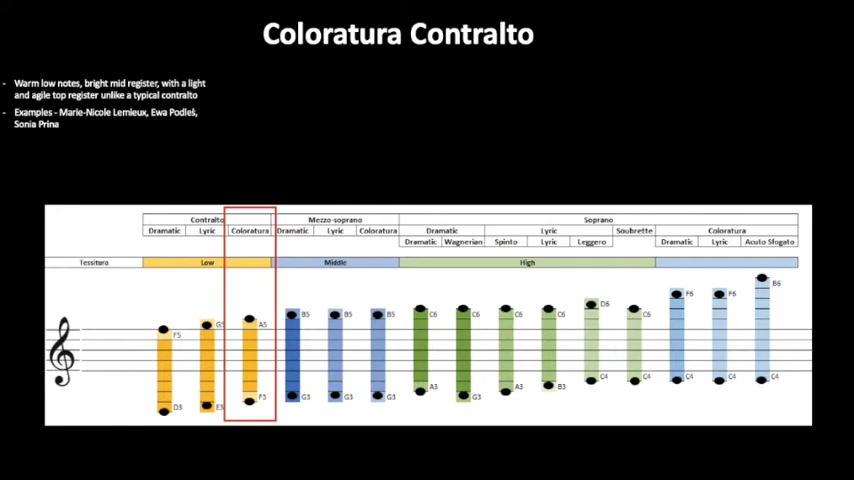 Coloratura Contralto
- Warm low notes, bright mid register, with a light
and agile top register unlike a typical contralto
- Examples - Marie-Nicole Lemieux, Ewa Podleś,
Sonia Prina
Contralto Mezzo-soprano Soprano
Dramatic Lyric Coloratura Dramatic Lyric Coloratura Dramatic Lyric Soubrette Coloratura
Dramatic Wagnerian Spinto Lyric Leggero Dramatic Lyric Acuto Sfogato
Tessitura Low Middle High
B6
F6 F6
D6
C6 C6 C6 C6 C6
B5 B5 B5
A5
G5
F5
C4 C4 C4 C4 C4
B3
A3 A3
G3 G3 G3 G3
F3
E3
D3